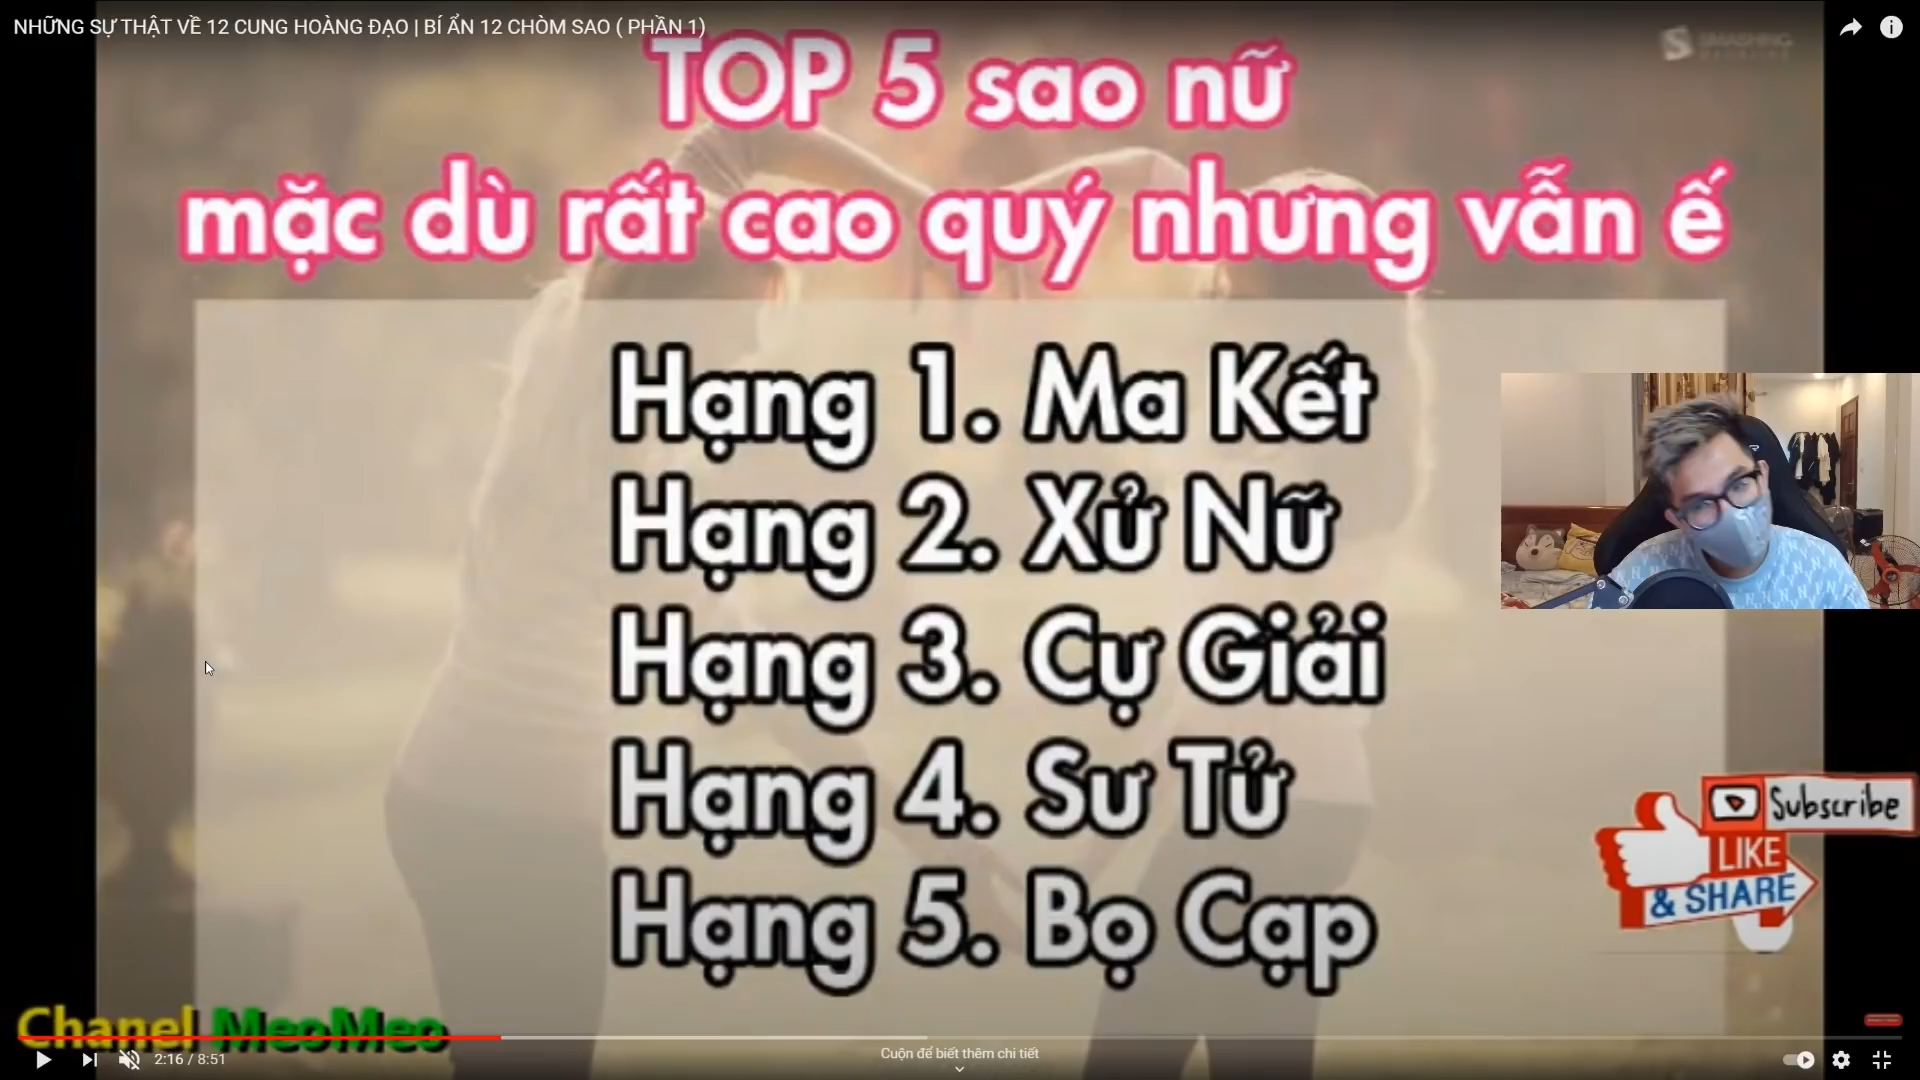 NHỮNG SỰ THẬT VỀ 12 CUNG HOÀNG ĐẠO | BÍ ẨN 12 CHÒM SAO ( PHẦN 1)
SMASHING
TOP 5 sao nữ
mặc dù rất cao quý nhưng vẫn ế
Hạng 1. Ma Kết
Hạng 2. Xử Nữ
Hạng 3. Cự Giải
Hạng 4. Sư Tử
Hạng 5. Bọ Cạp
Subscribe
LIKE
& SHARE
Chanel MeoMeo
2:16 / 8:51
Cuộn để biết thêm chi tiết